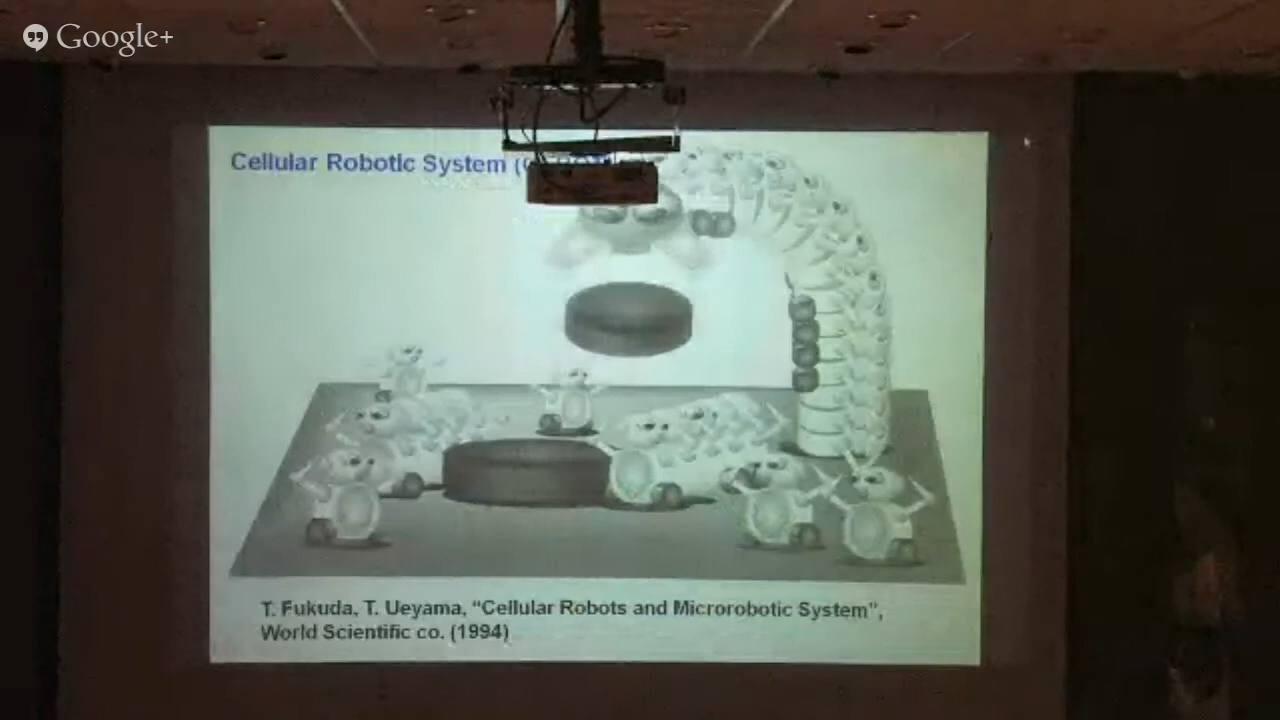 Google+
Cellular Robotic System (
T. Fukuda, T. Ueyama, "Cellular Robots and Microrobotic System",
World Scientific co. (1994)